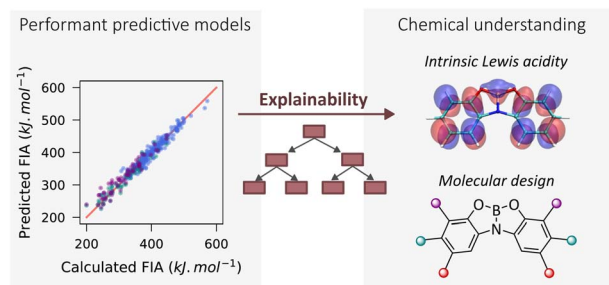 Performant predictive models
Predicted FIA (kJ.mol⁻¹)
600
500
400
300
200
200
400
600
Calculated FIA (kJ.mol⁻¹)
Explainability
Chemical understanding
Intrinsic Lewis acidity
Molecular design
O
B
O
N